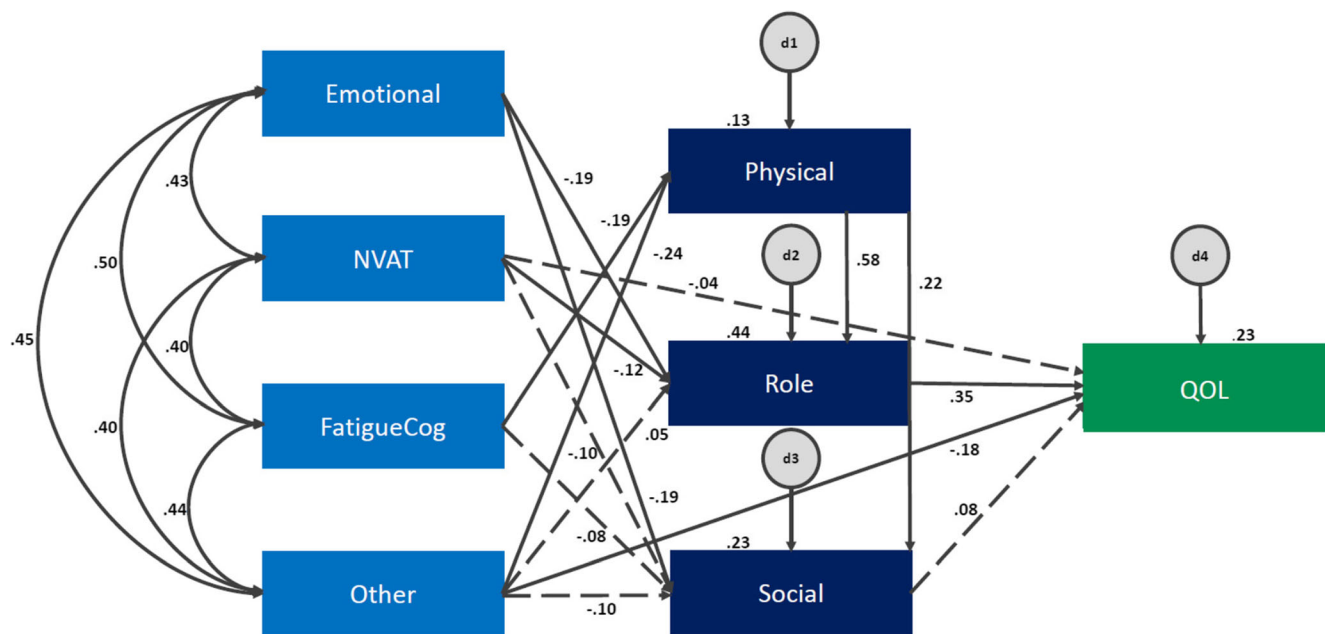 d1
Emotional
.13
Physical
-.19
.43
-.19
NVAT
d2
-.24
.58
d4
.50
-.04
.22
.45
.40
.44
.23
Role
-.12
.35
QOL
FatigueCog
.40
.05
-.18
-.10
d3
.44
-.19
.08
-.08
.23
Other
Social
-.10